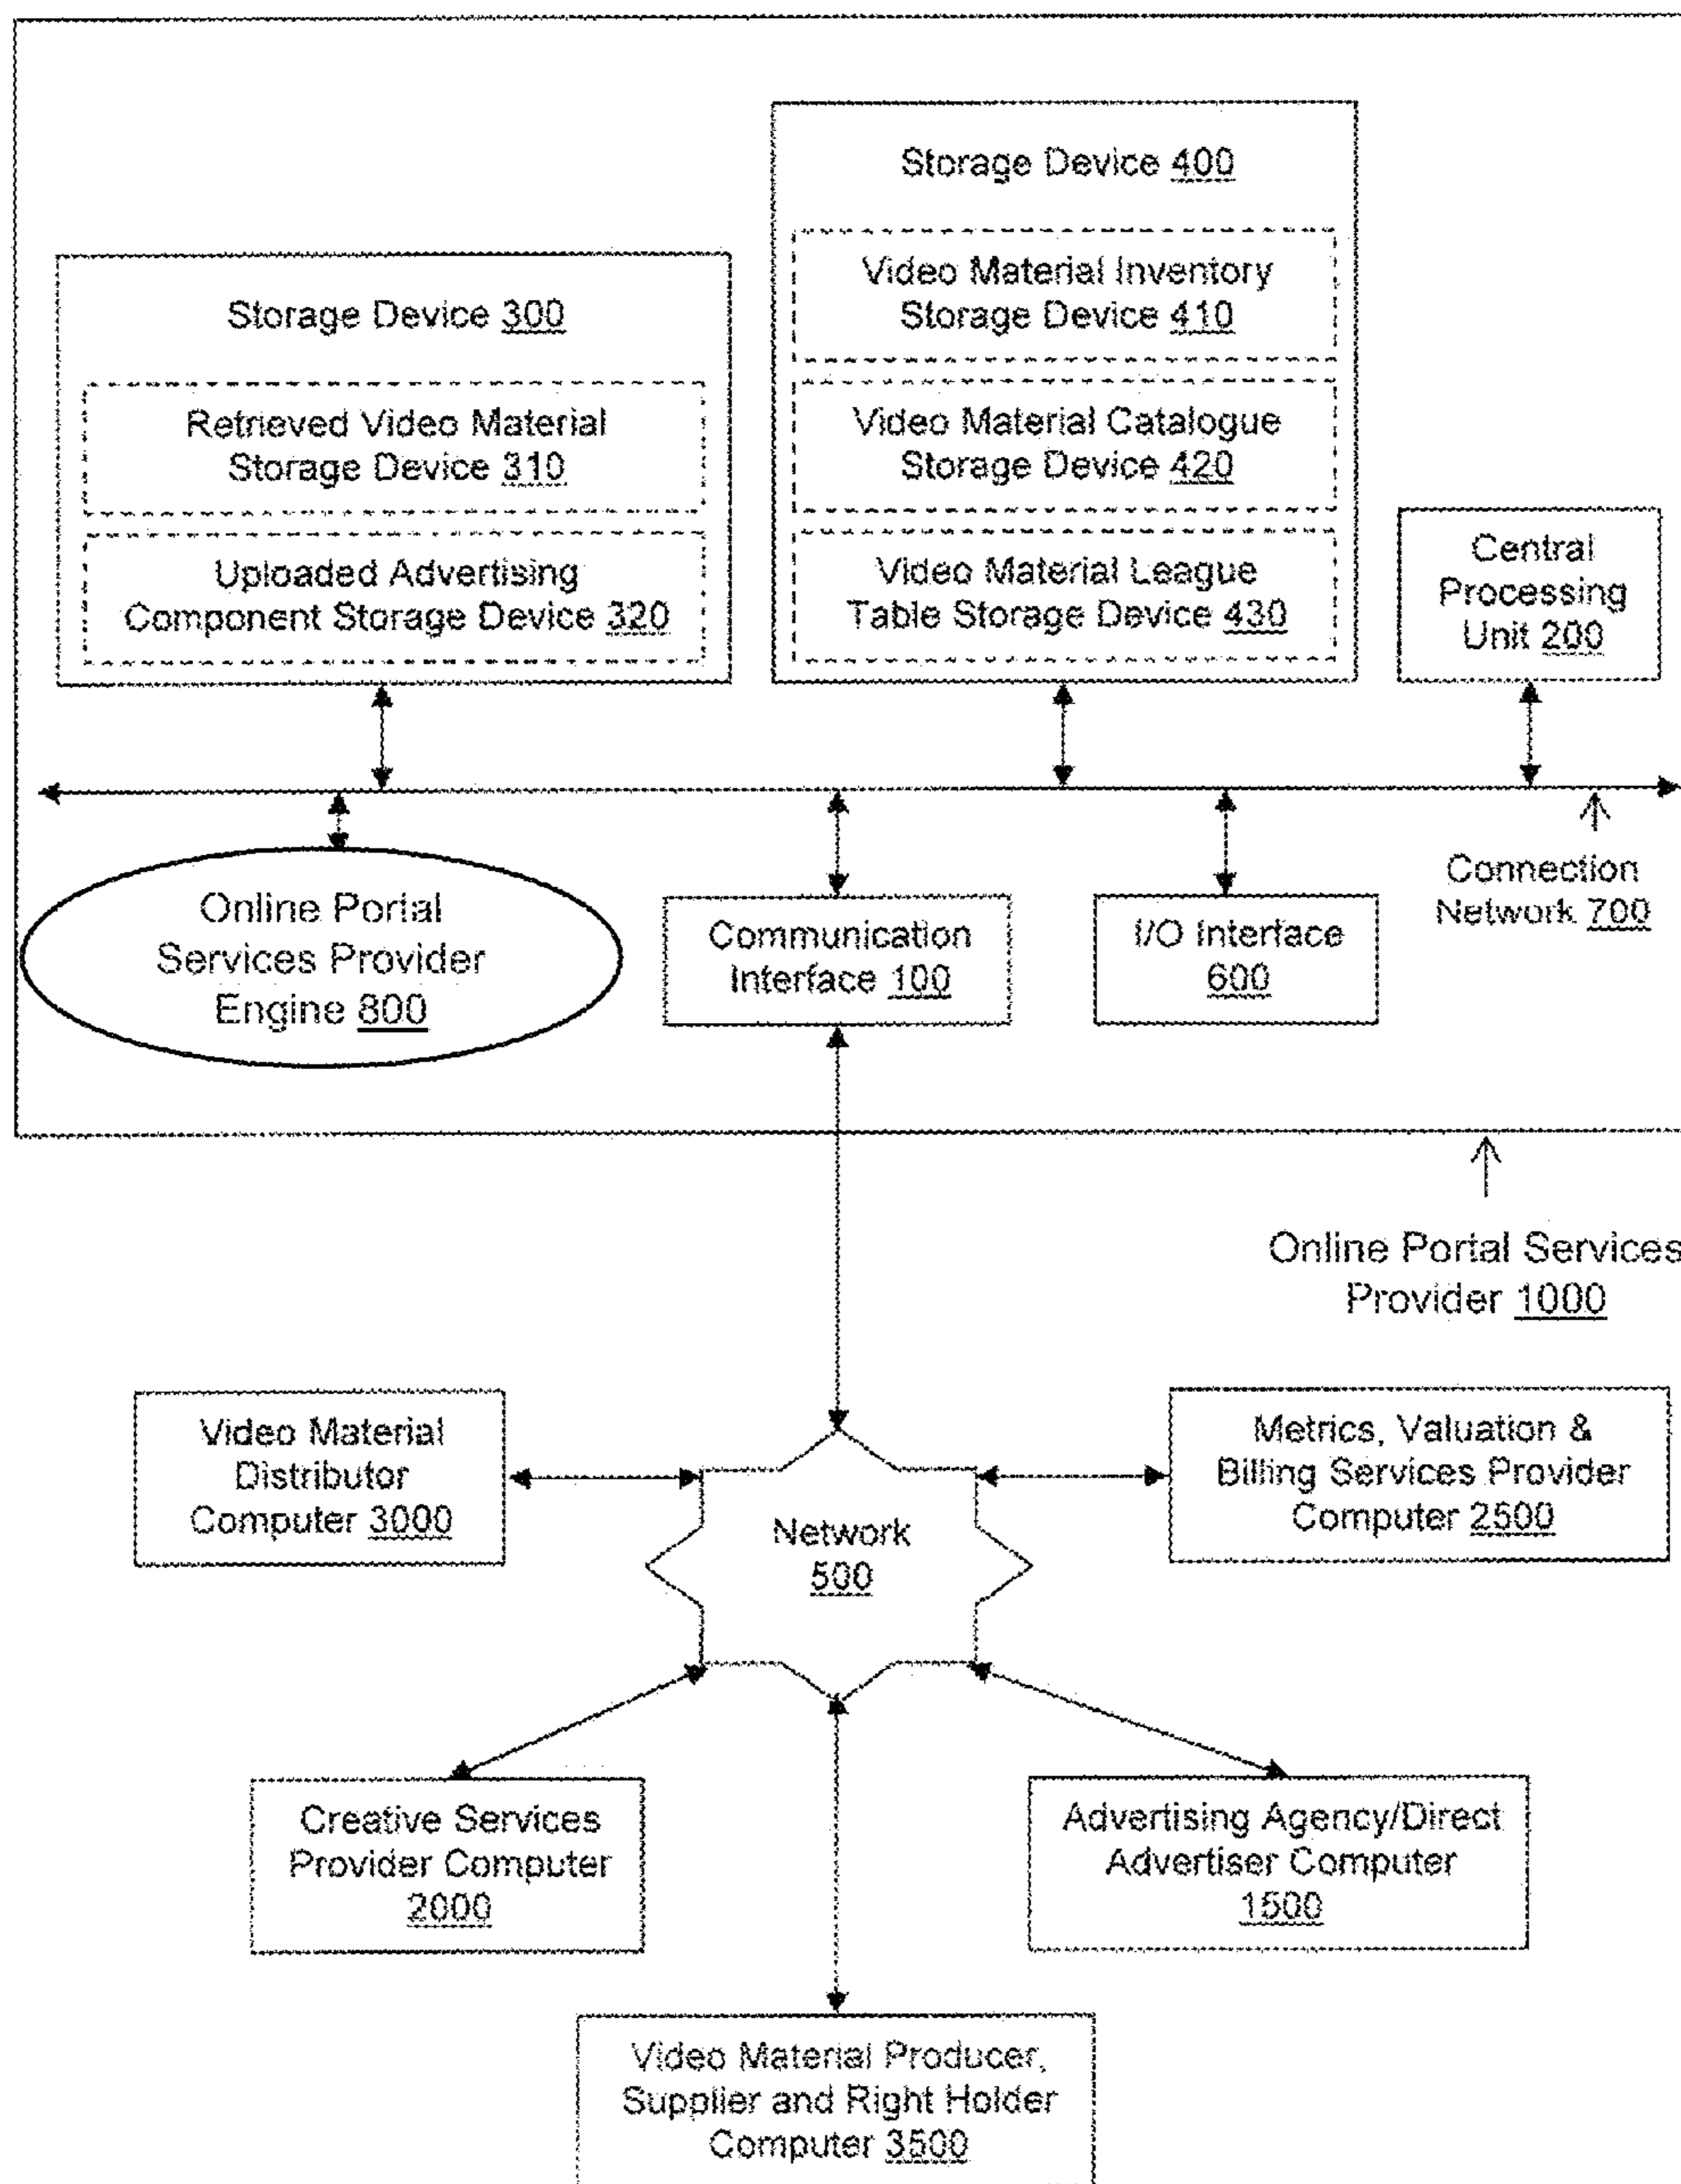 Storage Device 400
Video Material Inventory
Storage Device 410
Storage Device 300
Retrieved Video Material
Storage Device 310
Video Material Catalogue
Storage Device 420
Uploaded Advertising
Component Storage Device 320
Video Material League
Table Storage Device 430
Central
Processing
Unit 200
Connection
Network 700
Online Portal
Services Provider
Engine 800
Communication
Interface 100
I/O Interface
600
Online Portal Services
Provider 1000
Video Material
Distributor
Computer 3000
Network
500
Metrics, Valuation &
Billing Services Provider
Computer 2500
Creative Services
Provider Computer
2000
Advertising Agency/Direct
Advertiser Computer
1500
Video Material Producer,
Supplier and Right Holder
Computer 3500